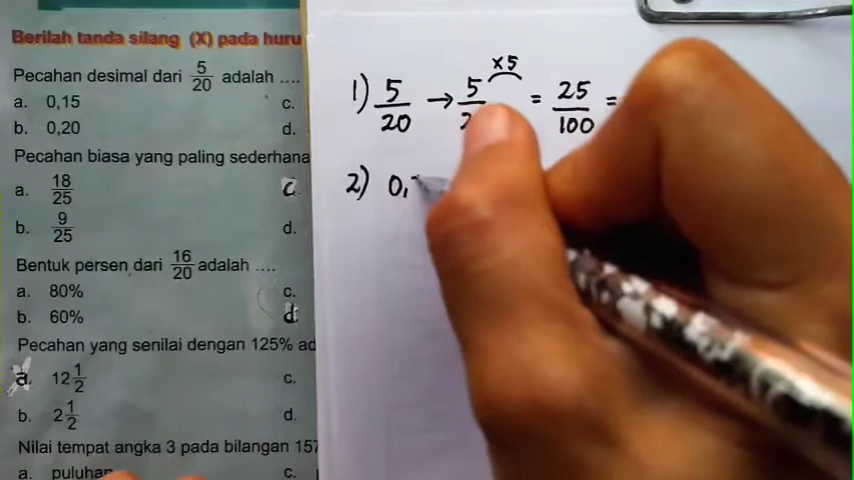 Berilah tanda silang (X) pada huru
Pecahan desimal dari 5/20 adalah ....
a. 0,15 c.
b. 0,20 d.
Pecahan biasa yang paling sederhana
a. 18/25 c.
b. 9/25 d.
Bentuk persen dari 16/20 adalah ....
a. 80% c.
b. 60% d.
Pecahan yang senilai dengan 125% ad
a. 12 1/2 c.
b. 2 1/2 d.
Nilai tempat angka 3 pada bilangan 157
a. puluhan c.
x5
1) 5/20 → 5 = 25/100 =
2) 0,